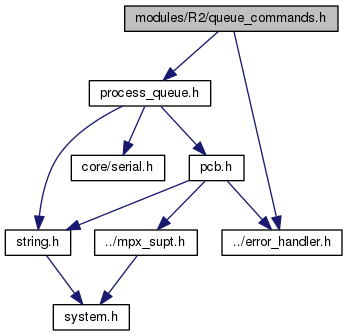 modules/R2/queue_commands.h
process_queue.h
core/serial.h
pcb.h
string.h
../mpx_supt.h
../error_handler.h
system.h